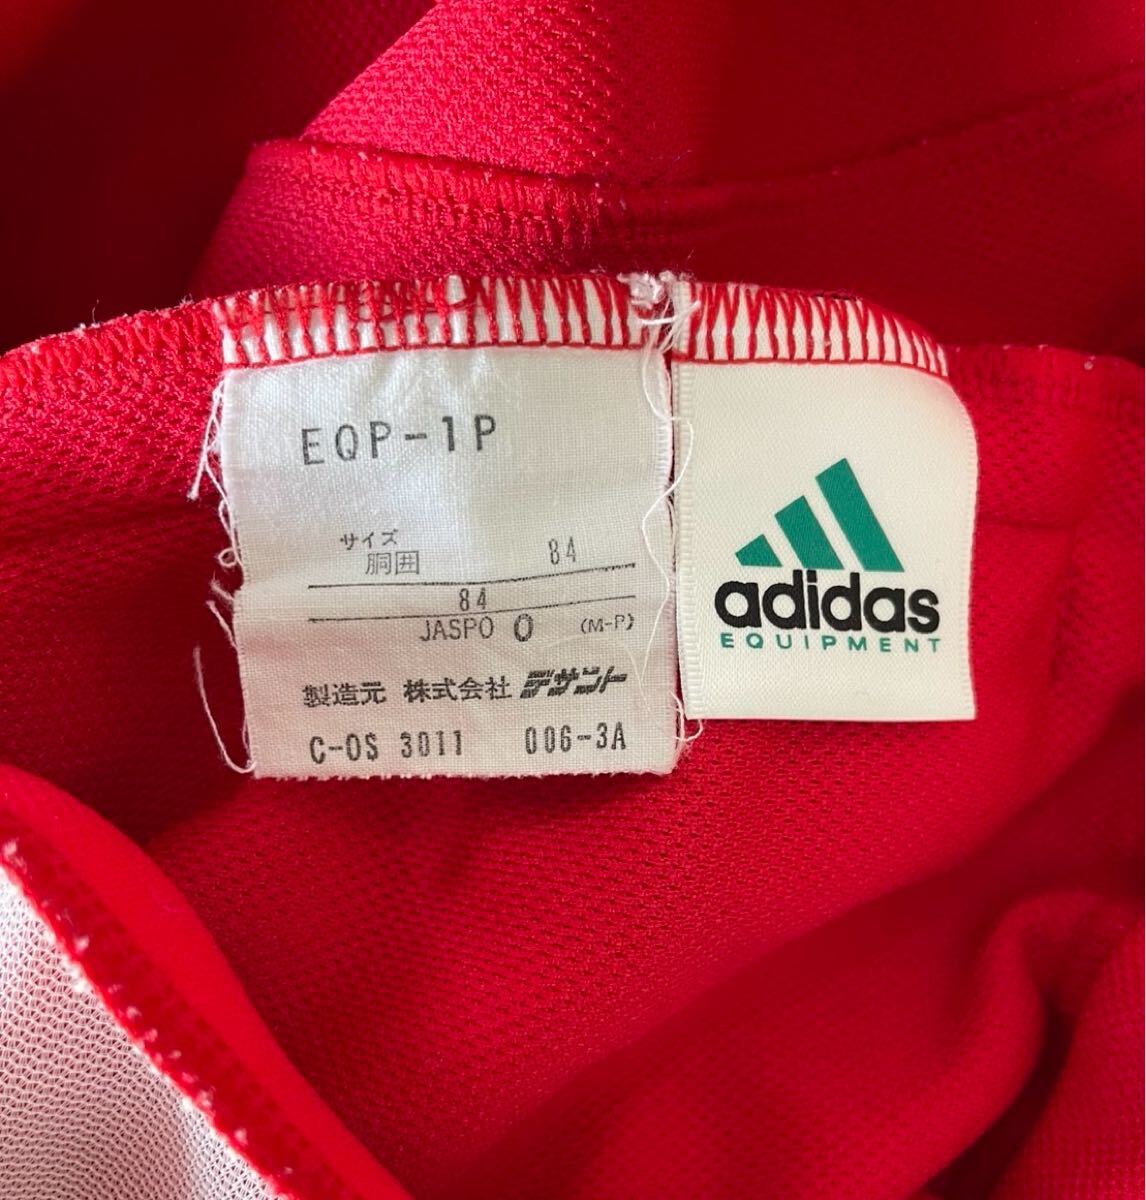 EQP-1P
サイズ
胴囲 84
84
JASPO O (M-P)
製造元 株式会社 デサント
C-OS 3011 006-3A
adidas
EQUIPMENT